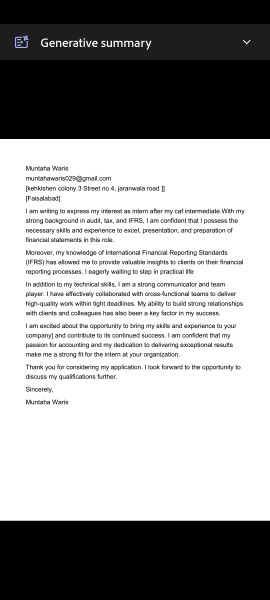 Generative summary
Muntaha Waris
muntahawaris029@gmail.com
[kehkishen colony 3 Street no 4, jaranwala road ]]
[Faisalabad]
I am writing to express my interest as intern after my caf intermediate.With my
strong background in audit, tax, and IFRS, I am confident that I possess the
necessary skills and experience to excel, presentation, and preparation of
financial statements in this role.
Moreover, my knowledge of International Financial Reporting Standards
(IFRS) has allowed me to provide valuable insights to clients on their financial
reporting processes. I eagerly waiting to step in practical life
In addition to my technical skills, I am a strong communicator and team
player. I have effectively collaborated with cross-functional teams to deliver
high-quality work within tight deadlines. My ability to build strong relationships
with clients and colleagues has also been a key factor in my success.
I am excited about the opportunity to bring my skills and experience to your
company] and contribute to its continued success. I am confident that my
passion for accounting and my dedication to delivering exceptional results
make me a strong fit for the intern at your organization.
Thank you for considering my application. I look forward to the opportunity to
discuss my qualifications further.
Sincerely,
Muntaha Waris